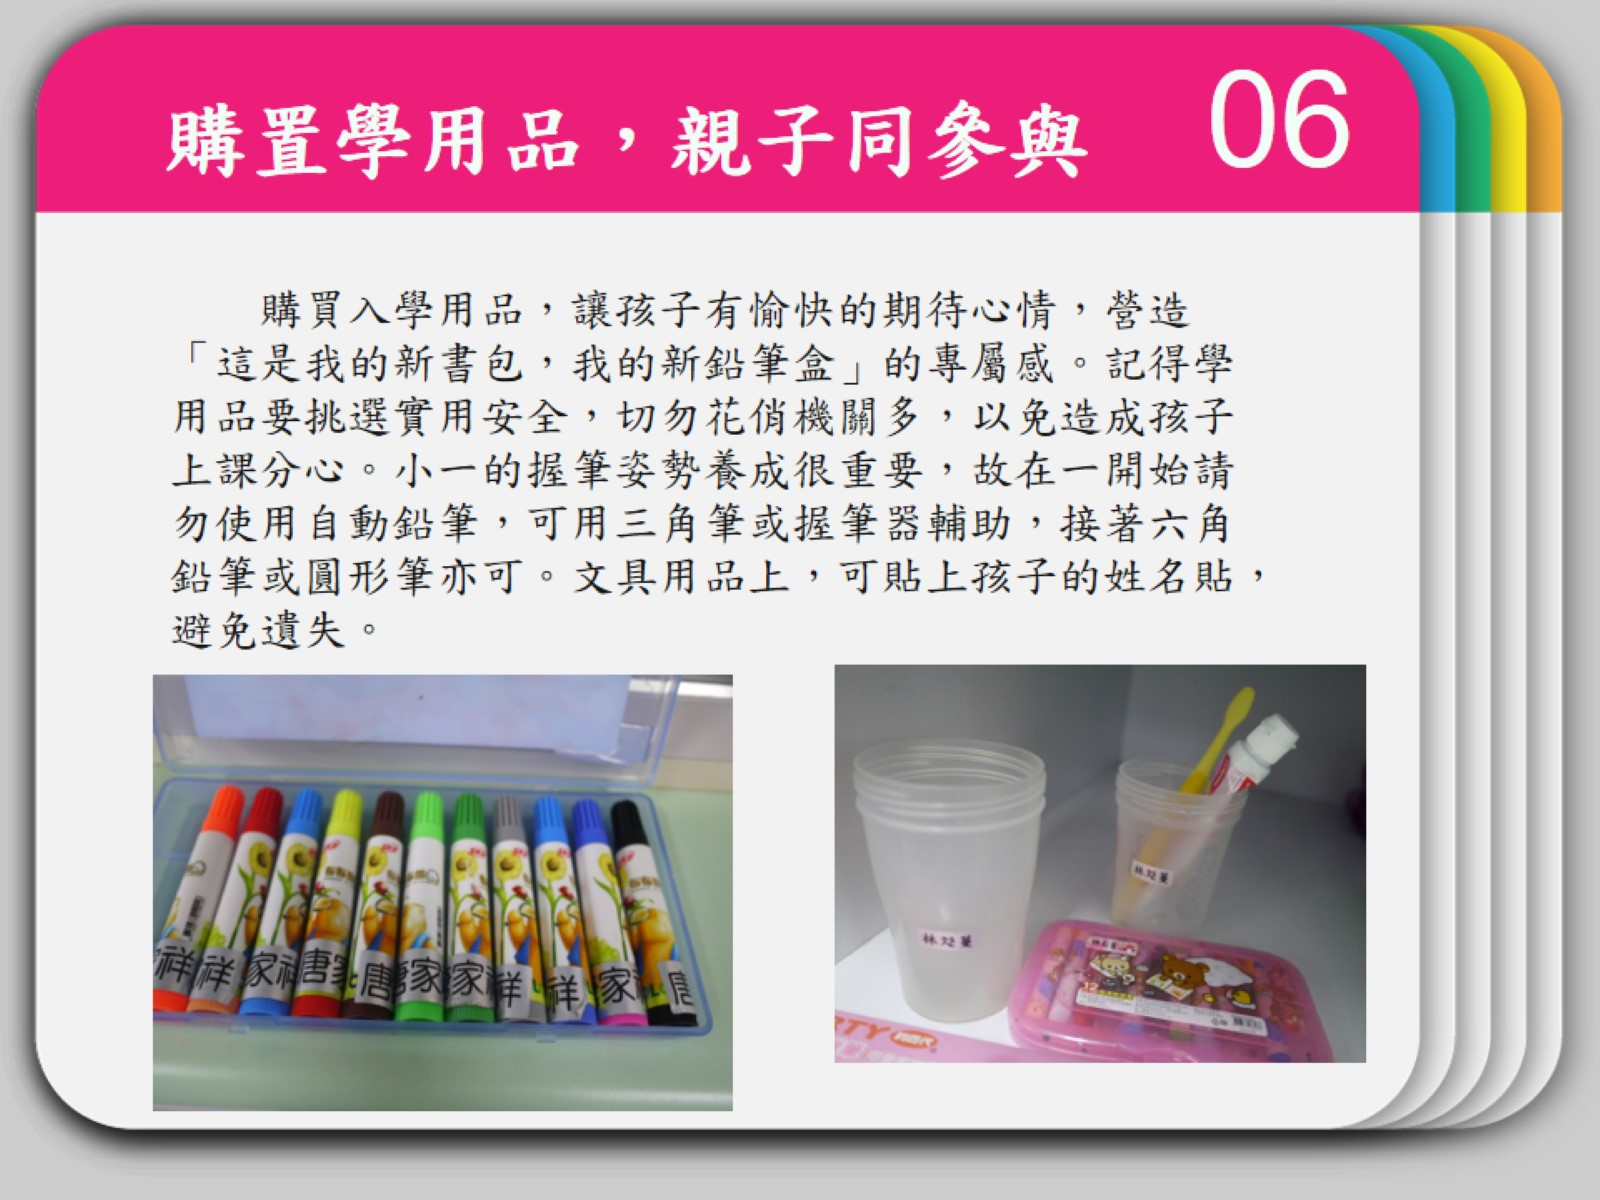 購置學用品，親子同參與
06
購買入學用品，讓孩子有愉快的期待心情，營造
「這是我的新書包，我的新鉛筆盒」的專屬感。記得學
用品要挑選實用安全，切勿花俏機關多，以免造成孩子
上課分心。小一的握筆姿勢養成很重要，故在一開始請
勿使用自動鉛筆，可用三角筆或握筆器輔助，接著六角
鉛筆或圓形筆亦可。文具用品上，可貼上孩子的姓名貼，
避免遺失。
祥
祥
家
唐家
唐
唐家
家
祥
祥
家
唐
12
RTY